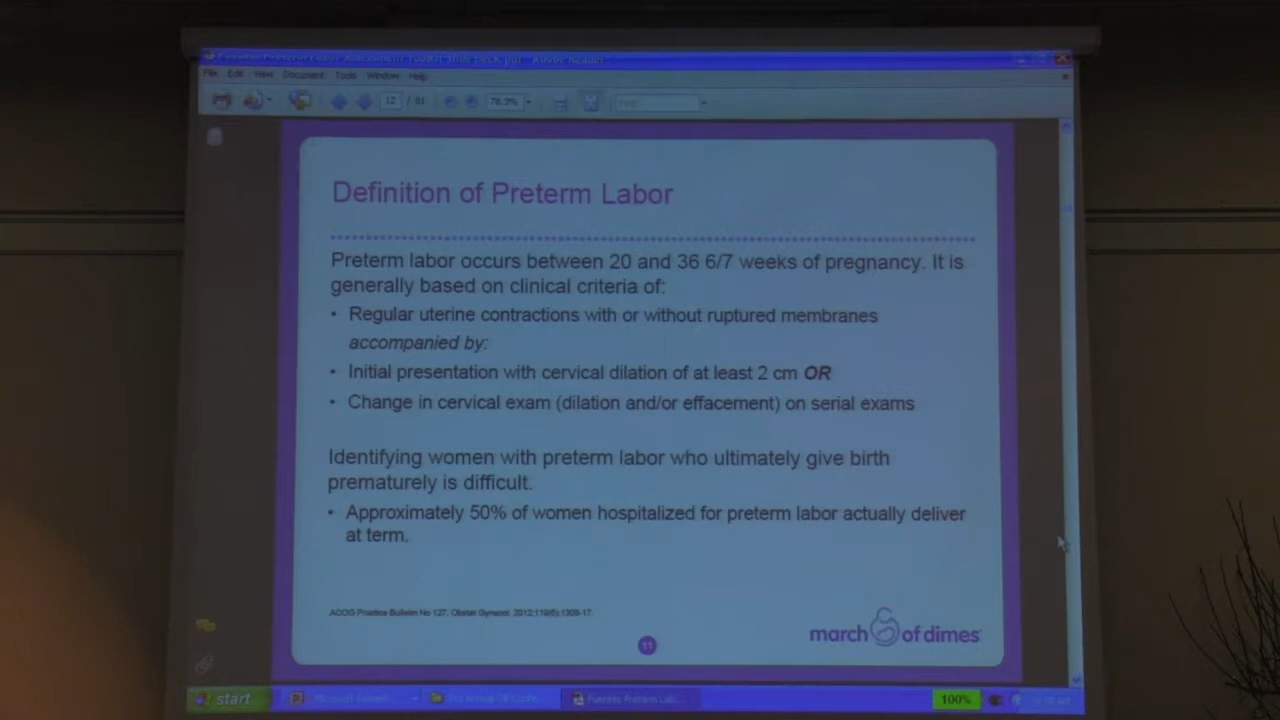 File Edit View Document Tools Window Help
12 / 81 78.3% Find
Definition of Preterm Labor
Preterm labor occurs between 20 and 36 6/7 weeks of pregnancy. It is
generally based on clinical criteria of:
• Regular uterine contractions with or without ruptured membranes
accompanied by:
• Initial presentation with cervical dilation of at least 2 cm OR
• Change in cervical exam (dilation and/or effacement) on serial exams
Identifying women with preterm labor who ultimately give birth
prematurely is difficult.
• Approximately 50% of women hospitalized for preterm labor actually deliver
at term.
ACOG Practice Bulletin No 127. Obstet Gynecol. 2012;119(6):1308-17.
11
march of dimes
start
Fuentes Preterm Lab...
100%